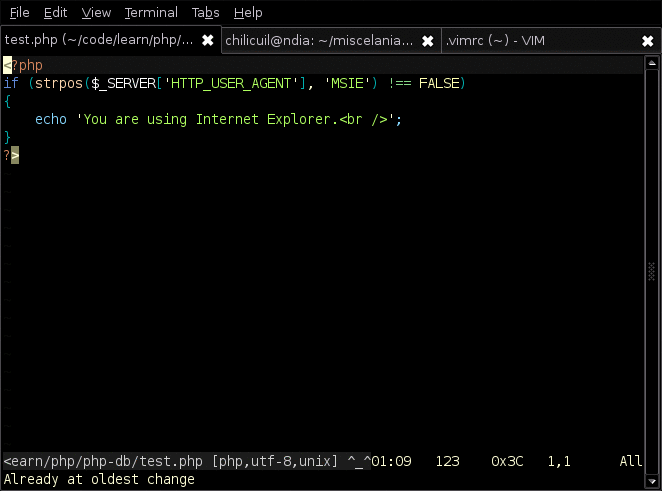 File Edit View Terminal Tabs Help
test.php (~/code/learn/php/... chilicuil@ndia: ~/miscelania... .vimrc (~) - VIM
<?php
if (strpos($_SERVER['HTTP_USER_AGENT'], 'MSIE') !== FALSE)
{
    echo 'You are using Internet Explorer.<br />';
}
?>
<earn/php/php-db/test.php [php,utf-8,unix] ^_^01:09 123 0x3C 1,1 All
Already at oldest change